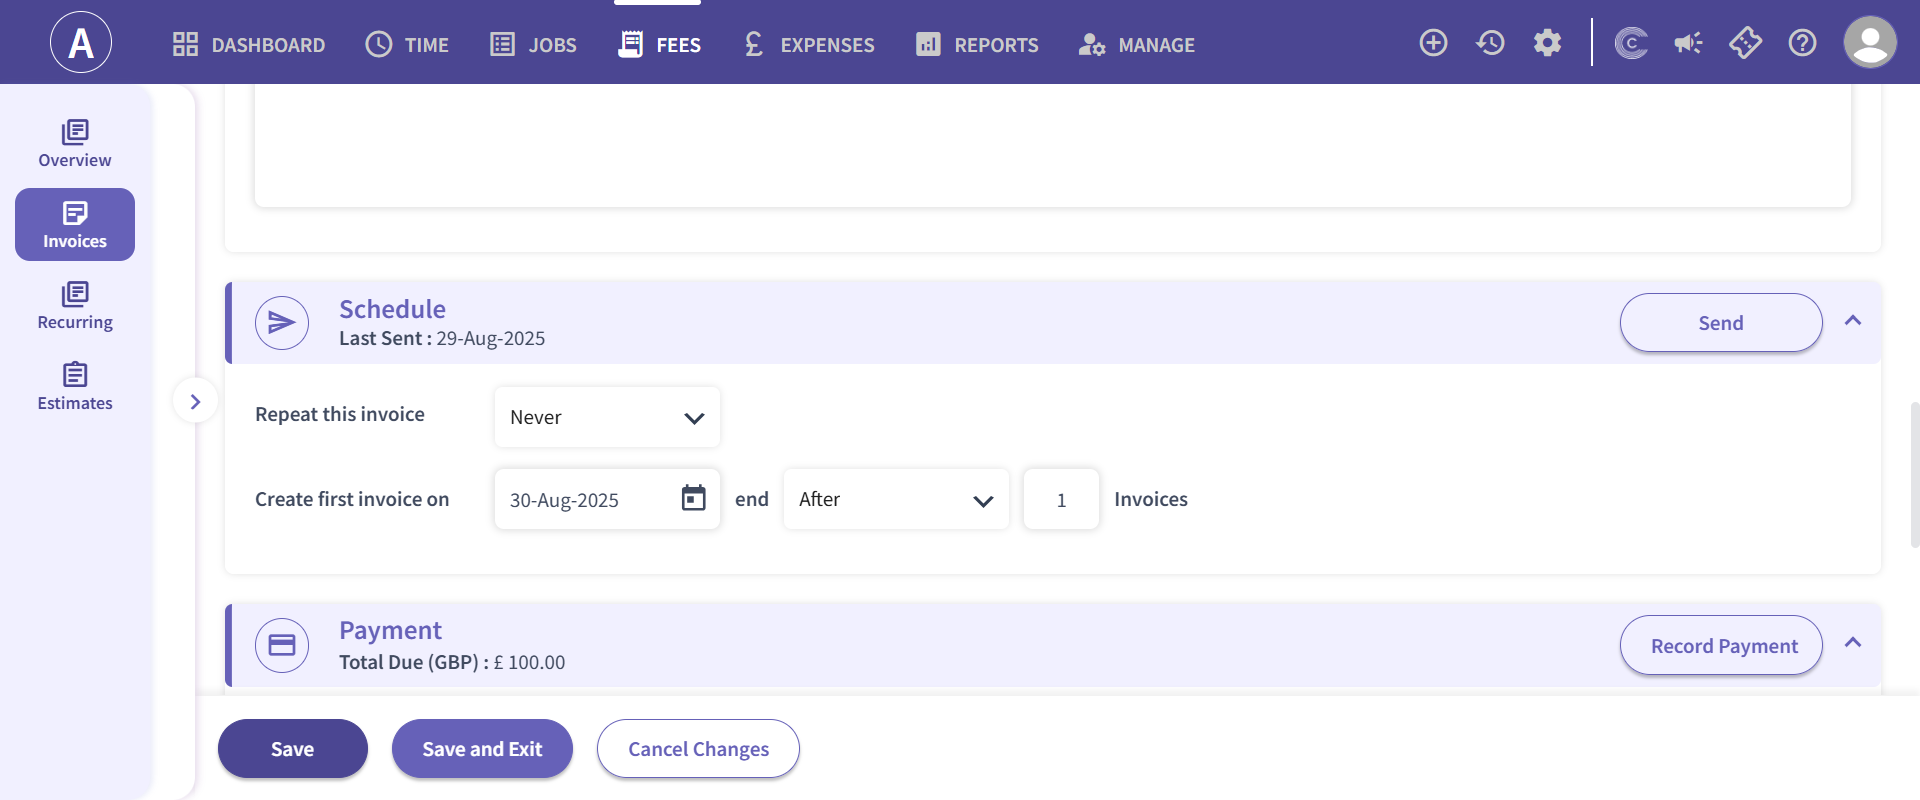 A
DASHBOARD
TIME
JOBS
FEES
£ EXPENSES
REPORTS
MANAGE
Overview
Invoices
Recurring
Estimates
Schedule
Last Sent : 29-Aug-2025
Send
Repeat this invoice
Never
Create first invoice on
30-Aug-2025
end
After
1
Invoices
Payment
Total Due (GBP) : £ 100.00
Record Payment
Save
Save and Exit
Cancel Changes